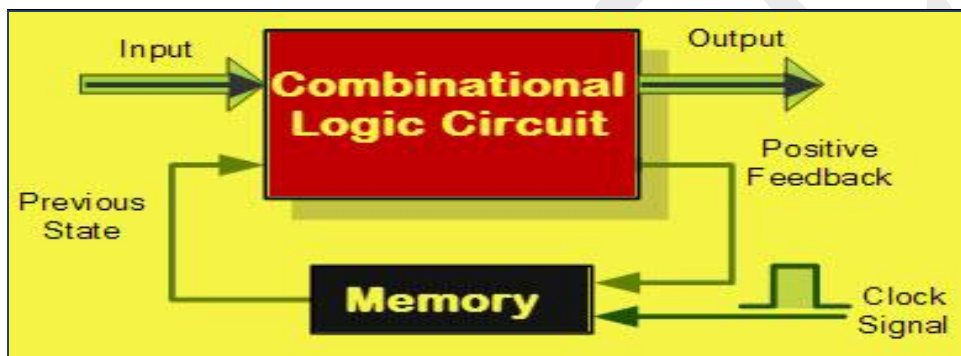 Input
Output
Combinational
Logic Circuit
Positive
Feedback
Previous
State
Memory
Clock
Signal